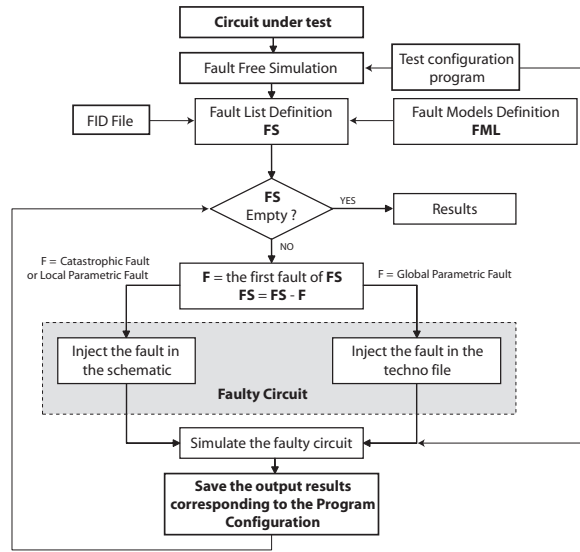 Circuit under test
Fault Free Simulation
Test configuration
program
FID File
Fault List Definition
FS
Fault Models Definition
FML
FS
Empty ?
YES
Results
NO
F = Catastrophic Fault
or Local Parametric Fault
F = the first fault of FS
FS = FS - F
F = Global Parametric Fault
Inject the fault in
the schematic
Inject the fault in the
techno file
Faulty Circuit
Simulate the faulty circuit
Save the output results
corresponding to the Program
Configuration